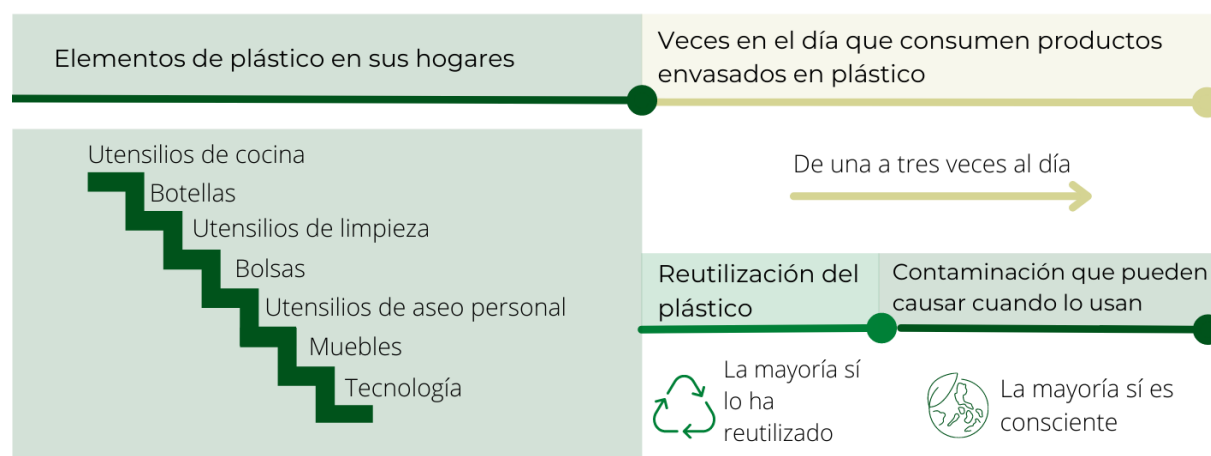 Elementos de plástico en sus hogares
Utensilios de cocina
Botellas
Utensilios de limpieza
Bolsas
Utensilios de aseo personal
Muebles
Tecnología
Veces en el día que consumen productos
envasados en plástico
De una a tres veces al día
Reutilización del
plástico
La mayoría sí
lo ha
reutilizado
Contaminación que pueden
causar cuando lo usan
La mayoría sí es
consciente